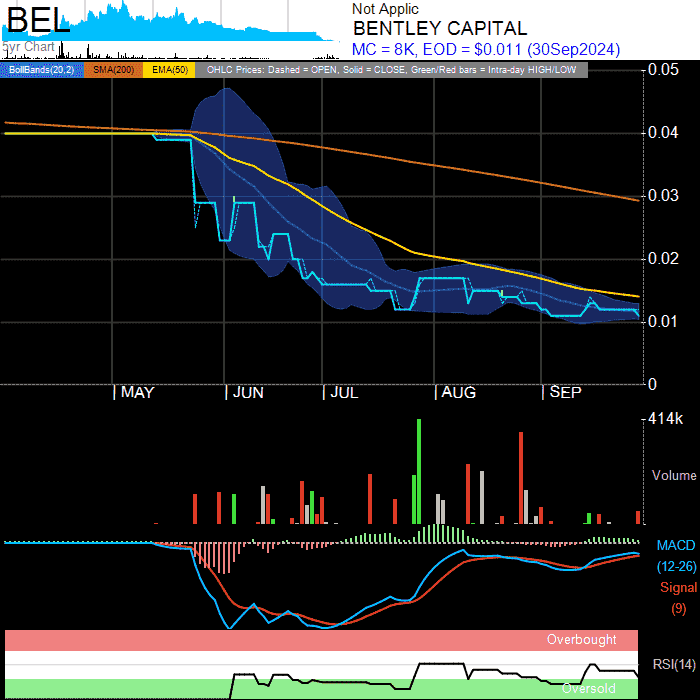 BEL
5yr Chart
Not Applic
BENTLEY CAPITAL
MC = 8K, EOD = $0.011 (30Sep2024)
BollBands(20,2) SMA(200) EMA(50) OHLC Prices: Dashed = OPEN, Solid = CLOSE, Green/Red bars = Intra-day HIGH/LOW
0.05
0.04
0.03
0.02
0.01
0
MAY JUN JUL AUG SEP
414k
Volume
MACD
(12-26)
Signal
(9)
Overbought
RSI(14)
Oversold